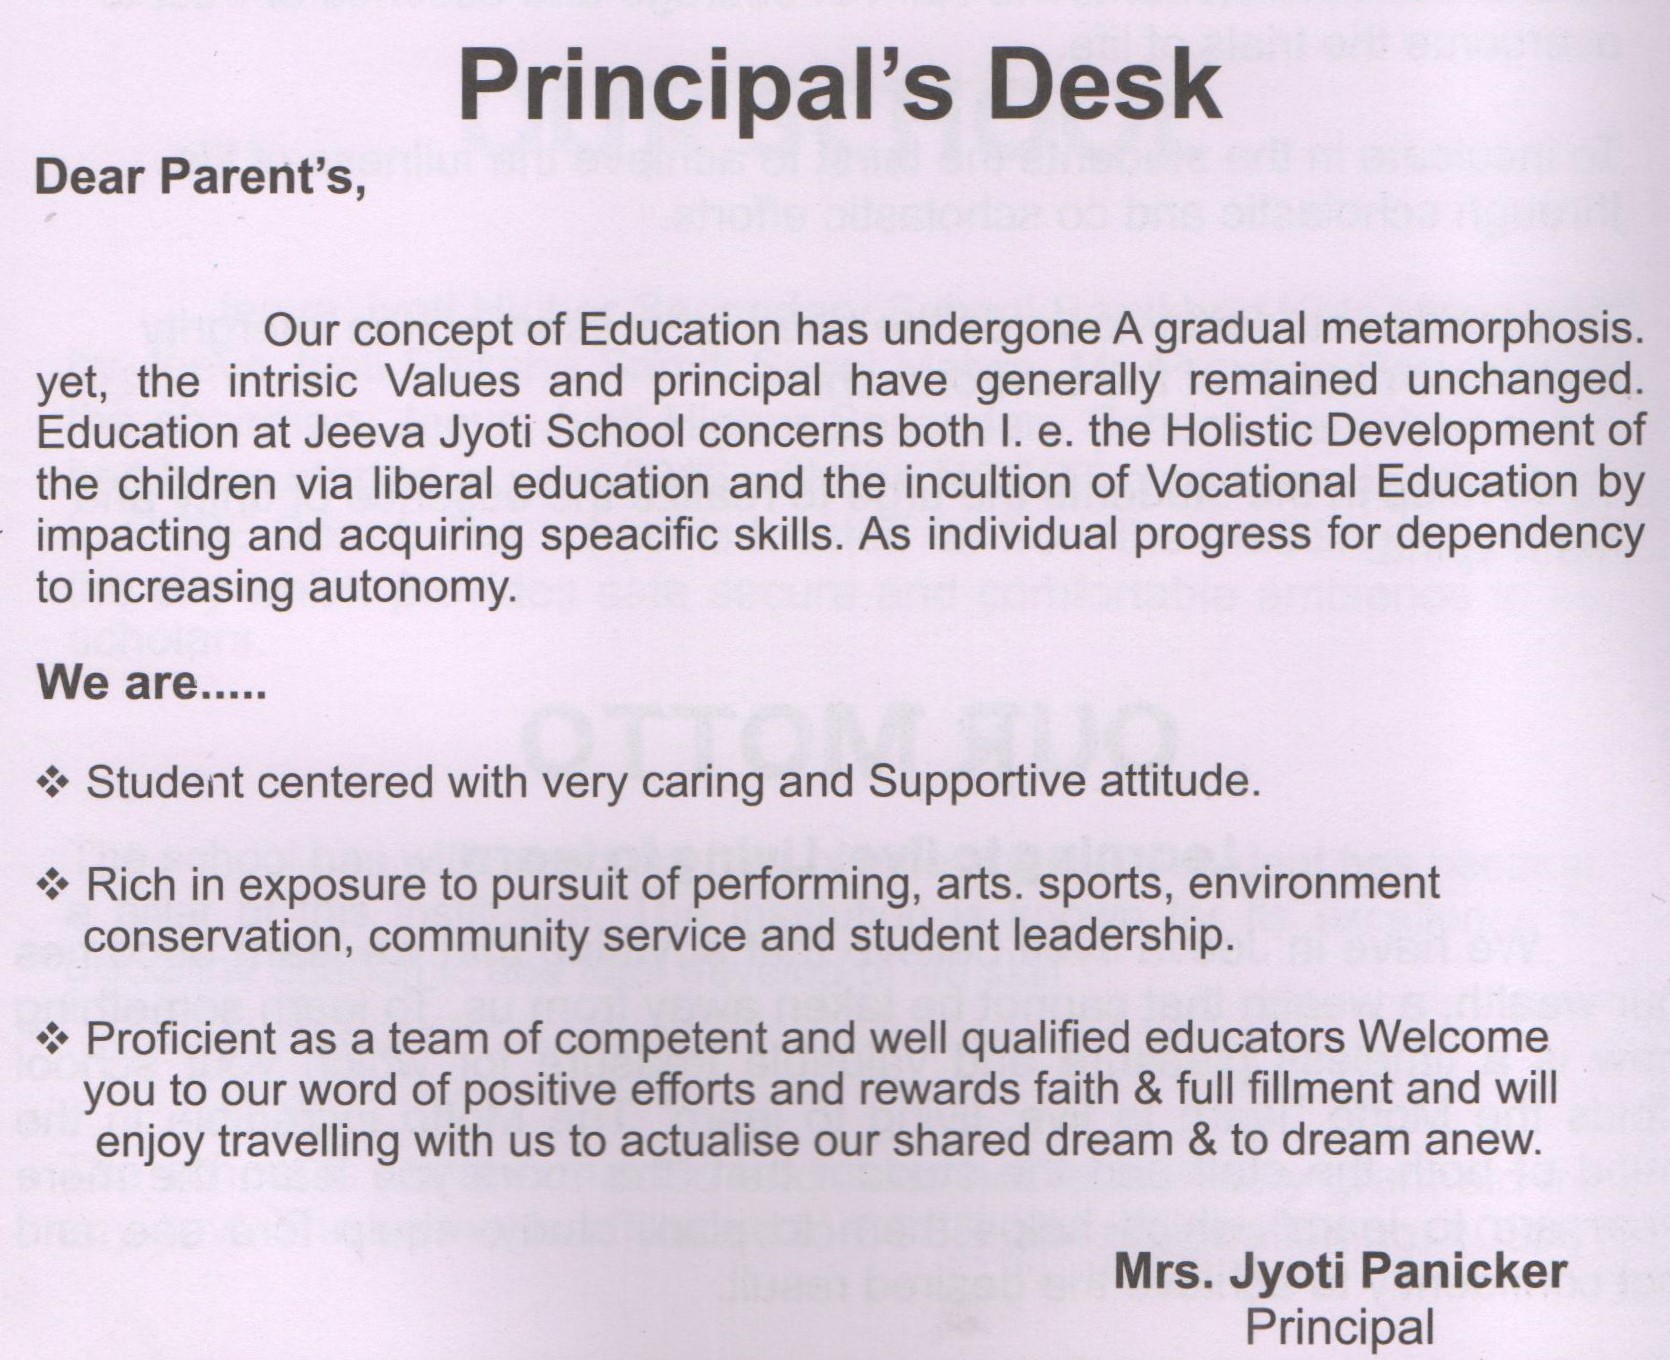 Principal's Desk
Dear Parent's,
Our concept of Education has undergone A gradual metamorphosis.
yet, the intrisic Values and principal have generally remained unchanged.
Education at Jeeva Jyoti School concerns both I. e. the Holistic Development of
the children via liberal education and the incultion of Vocational Education by
impacting and acquiring speacific skills. As individual progress for dependency
to increasing autonomy.
We are.....
❖ Student centered with very caring and Supportive attitude.
❖ Rich in exposure to pursuit of performing, arts. sports, environment
conservation, community service and student leadership.
❖ Proficient as a team of competent and well qualified educators Welcome
you to our word of positive efforts and rewards faith & full fillment and will
enjoy travelling with us to actualise our shared dream & to dream anew.
Mrs. Jyoti Panicker
Principal